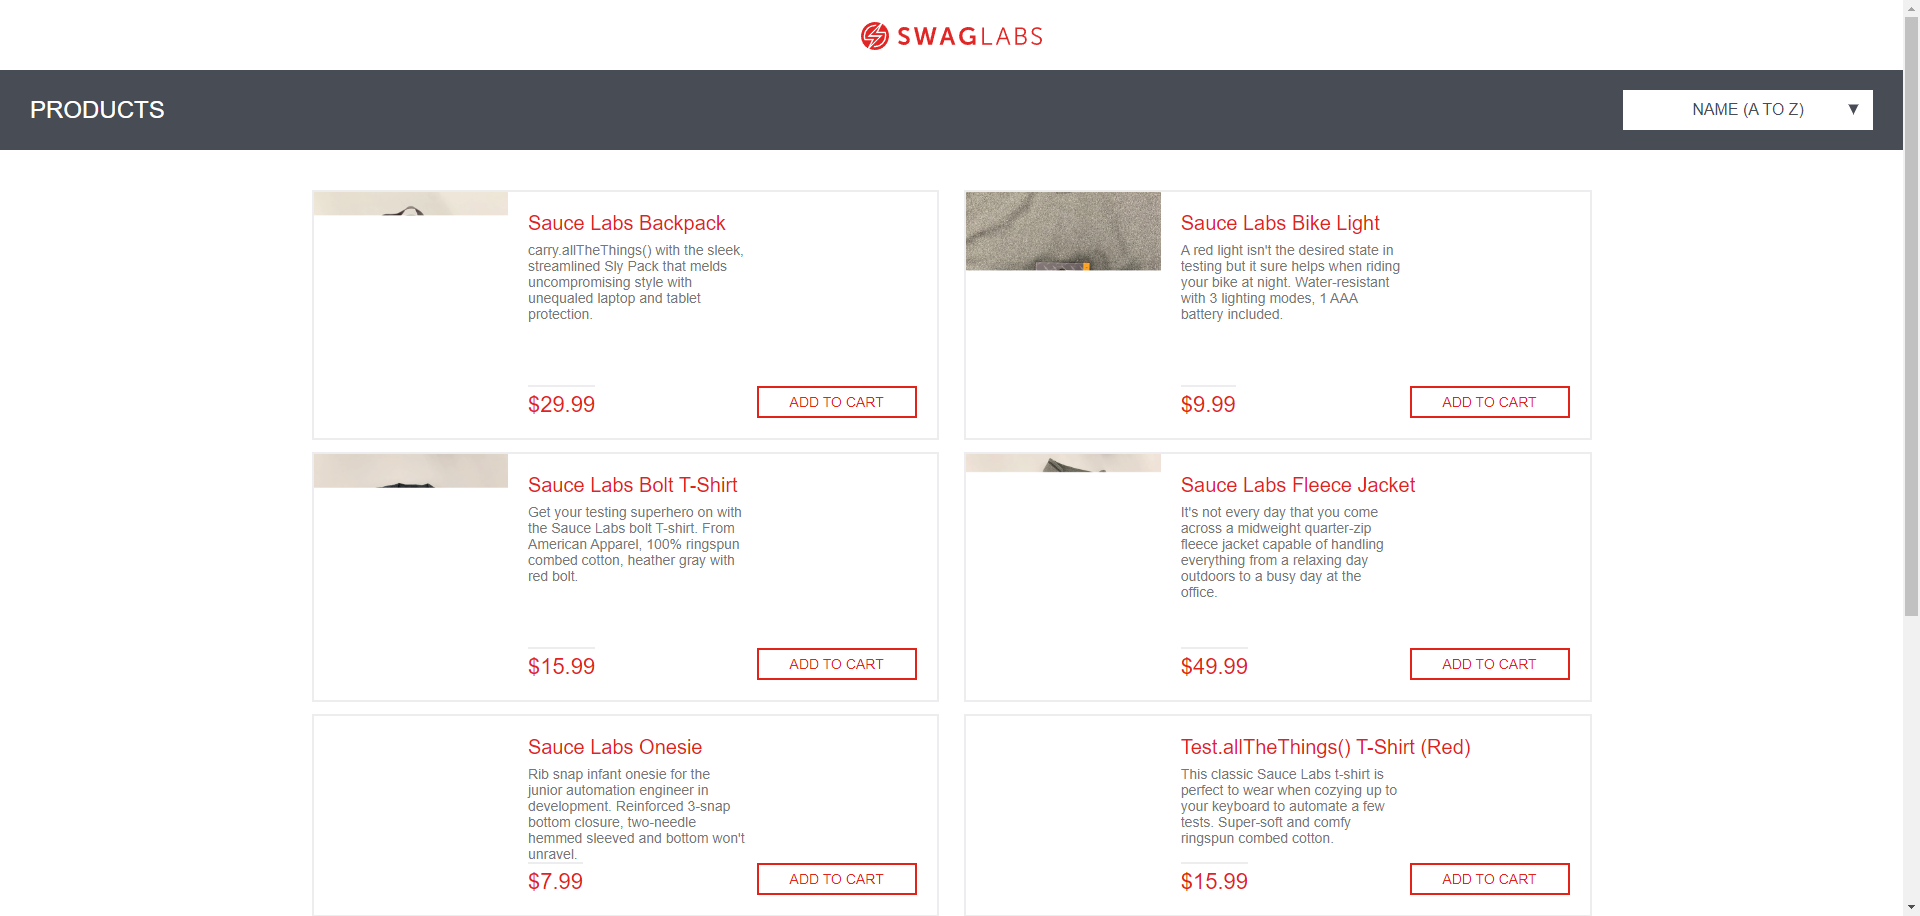 SWAGLABS
PRODUCTS
NAME (A TO Z)
Sauce Labs Backpack
carry.allTheThings() with the sleek,
streamlined Sly Pack that melds
uncompromising style with
unequaled laptop and tablet
protection.
$29.99
ADD TO CART
Sauce Labs Bike Light
A red light isn't the desired state in
testing but it sure helps when riding
your bike at night. Water-resistant
with 3 lighting modes, 1 AAA
battery included.
$9.99
ADD TO CART
Sauce Labs Bolt T-Shirt
Get your testing superhero on with
the Sauce Labs bolt T-shirt. From
American Apparel, 100% ringspun
combed cotton, heather gray with
red bolt.
$15.99
ADD TO CART
Sauce Labs Fleece Jacket
It's not every day that you come
across a midweight quarter-zip
fleece jacket capable of handling
everything from a relaxing day
outdoors to a busy day at the
office.
$49.99
ADD TO CART
Sauce Labs Onesie
Rib snap infant onesie for the
junior automation engineer in
development. Reinforced 3-snap
bottom closure, two-needle
hemmed sleeved and bottom won't
unravel.
$7.99
ADD TO CART
Test.allTheThings() T-Shirt (Red)
This classic Sauce Labs t-shirt is
perfect to wear when cozying up to
your keyboard to automate a few
tests. Super-soft and comfy
ringspun combed cotton.
$15.99
ADD TO CART